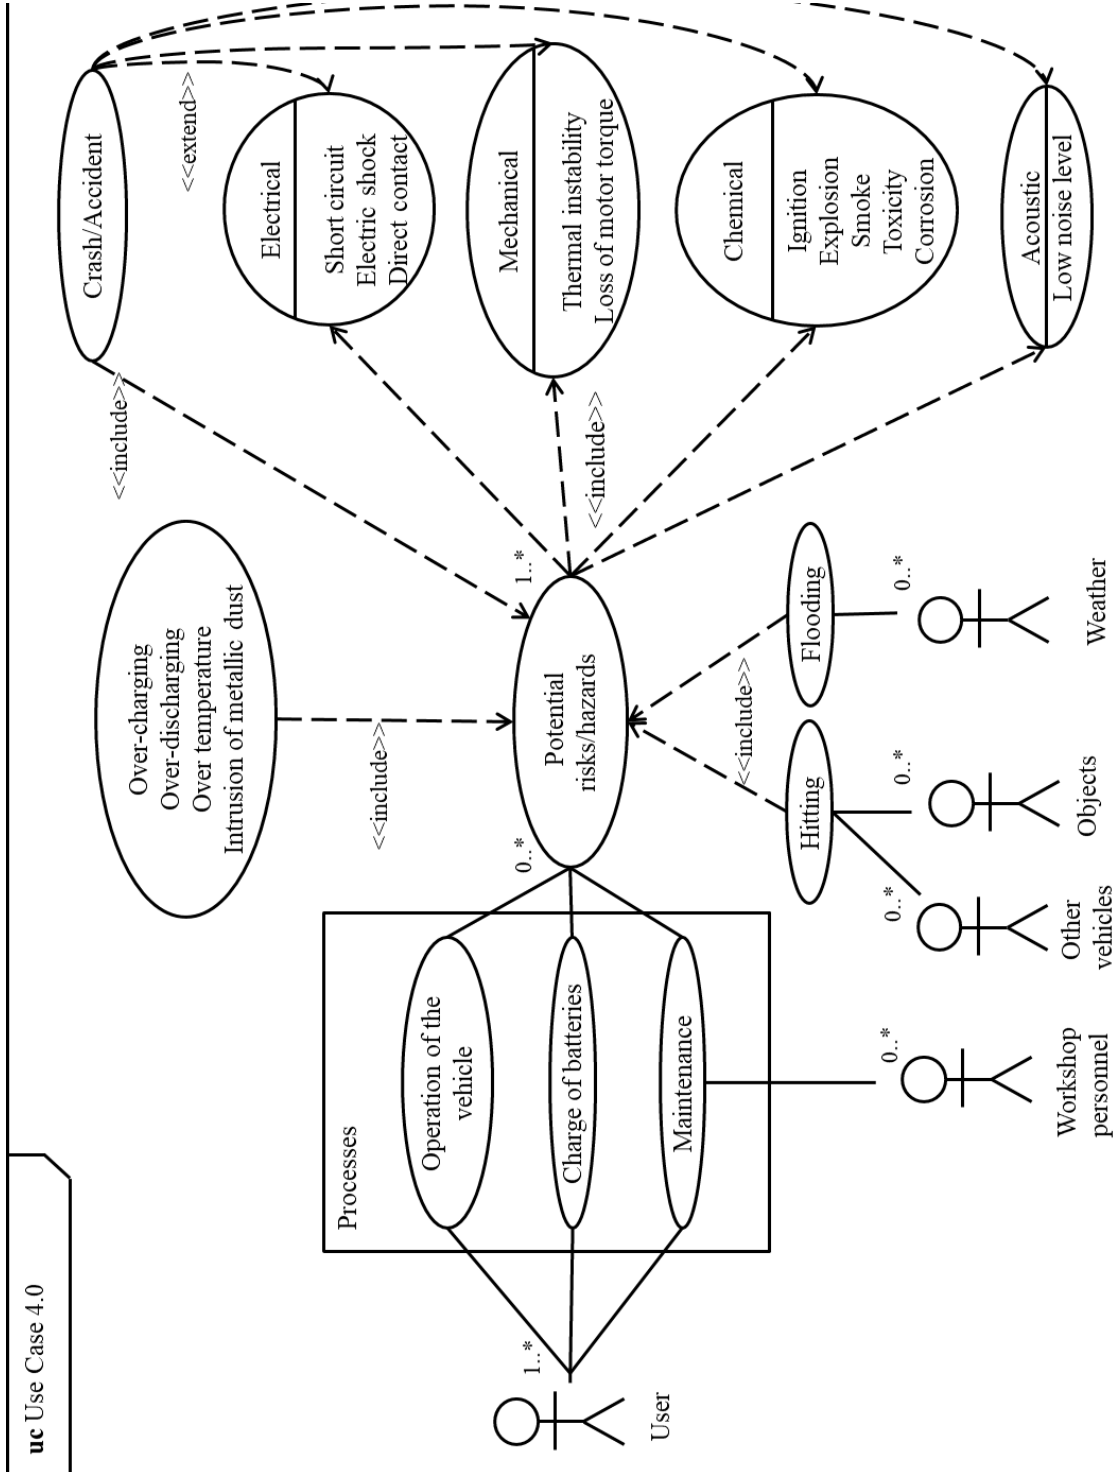 uc Use Case 4.0
Processes
Operation of the
vehicle
Charge of batteries
Maintenance
User
1..*
Workshop
personnel
0..*
Over-charging
Over-discharging
Over temperature
Intrusion of metallic dust
<<include>>
0..*
Potential
risks/hazards
1..*
Hitting
Flooding
<<include>>
0..*
Other
vehicles
0..*
Objects
0..*
Weather
Crash/Accident
<<include>>
<<extend>>
<<include>>
Electrical
Short circuit
Electric shock
Direct contact
Mechanical
Thermal instability
Loss of motor torque
Chemical
Ignition
Explosion
Smoke
Toxicity
Corrosion
Acoustic
Low noise level